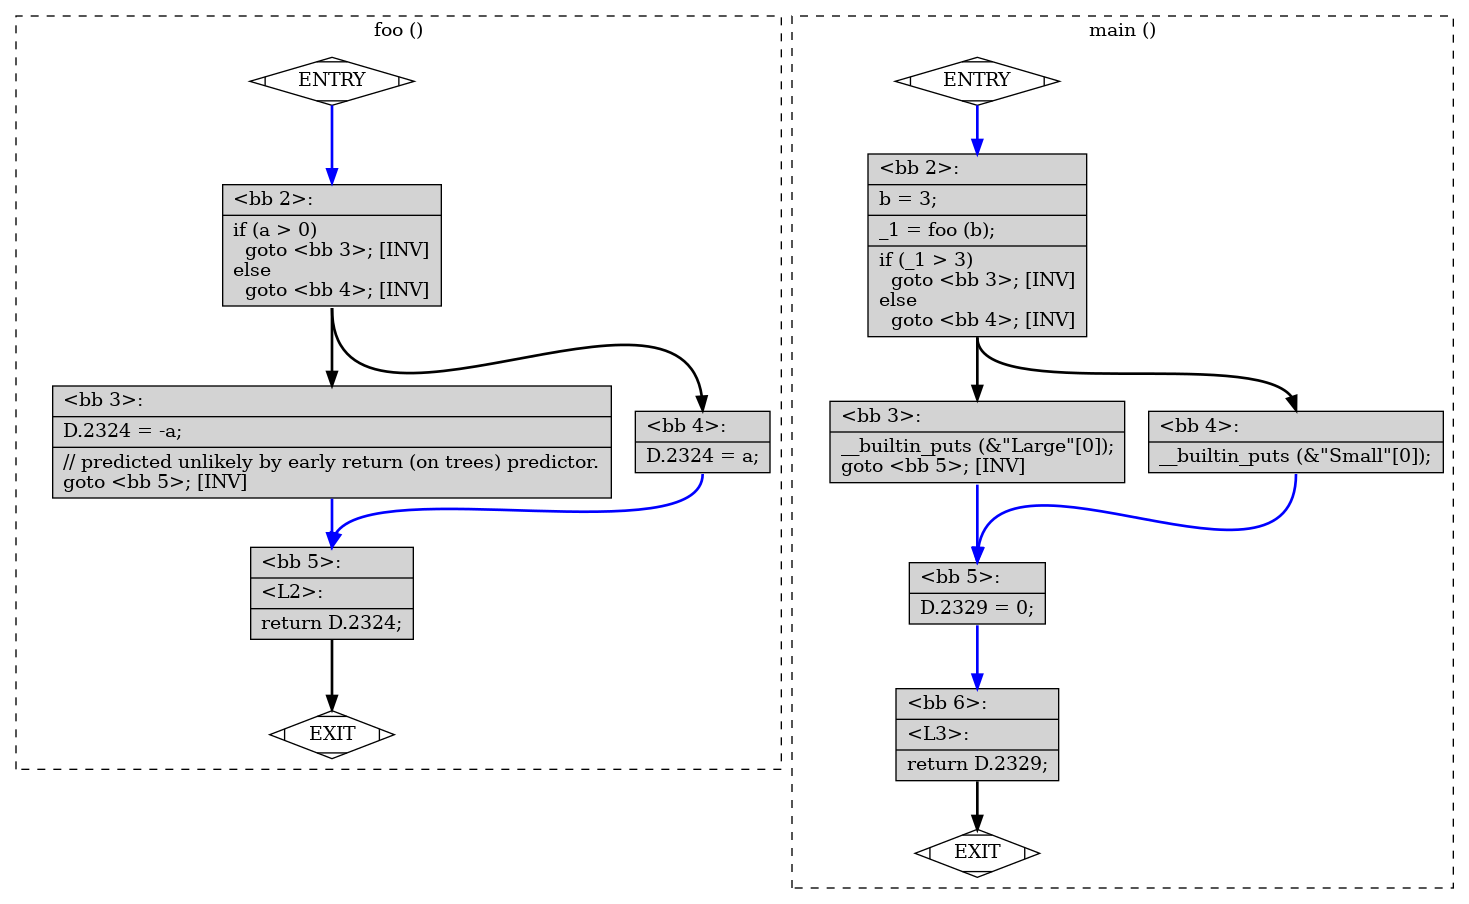 foo ()
ENTRY
<bb 2>:
if (a > 0)
  goto <bb 3>; [INV]
else
  goto <bb 4>; [INV]
<bb 3>:
D.2324 = -a;
// predicted unlikely by early return (on trees) predictor.
goto <bb 5>; [INV]
<bb 4>:
D.2324 = a;
<bb 5>:
<L2>:
return D.2324;
EXIT
main ()
ENTRY
<bb 2>:
b = 3;
_1 = foo (b);
if (_1 > 3)
  goto <bb 3>; [INV]
else
  goto <bb 4>; [INV]
<bb 3>:
__builtin_puts (&"Large"[0]);
goto <bb 5>; [INV]
<bb 4>:
__builtin_puts (&"Small"[0]);
<bb 5>:
D.2329 = 0;
<bb 6>:
<L3>:
return D.2329;
EXIT